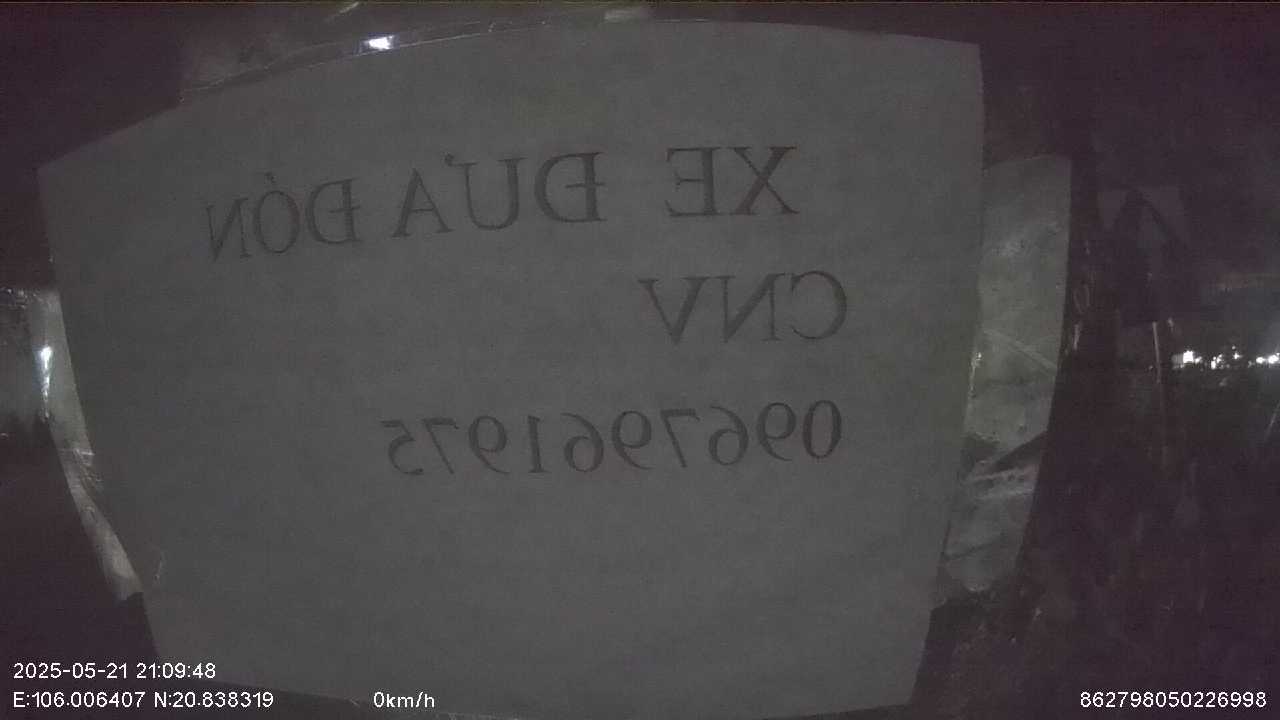 XE ĐƯA ĐÓN
CNV
0967961975
2025-05-21 21:09:48
E:106.006407 N:20.838319 0km/h 862798050226998